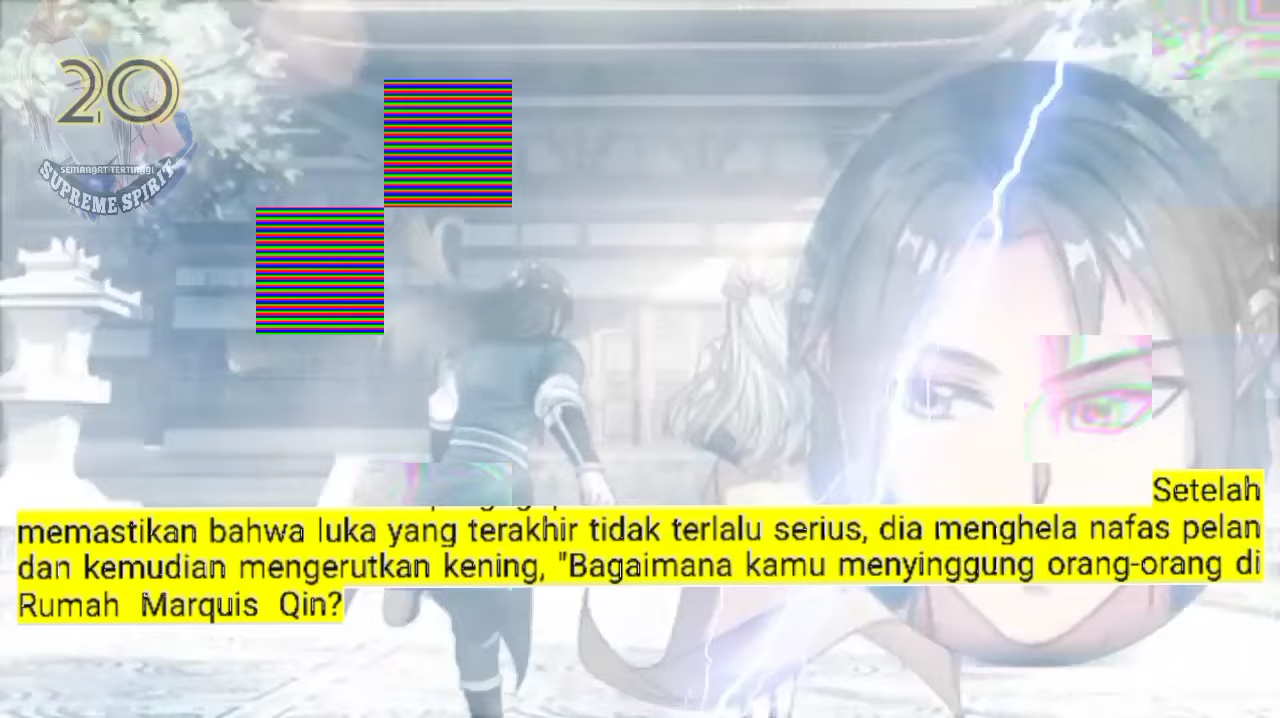 20
SEMANGAT TERTINGGI
SUPREME SPIRIT
Setelah
memastikan bahwa luka yang terakhir tidak terlalu serius, dia menghela nafas pelan
dan kemudian mengerutkan kening, "Bagaimana kamu menyinggung orang-orang di
Rumah Marquis Qin?